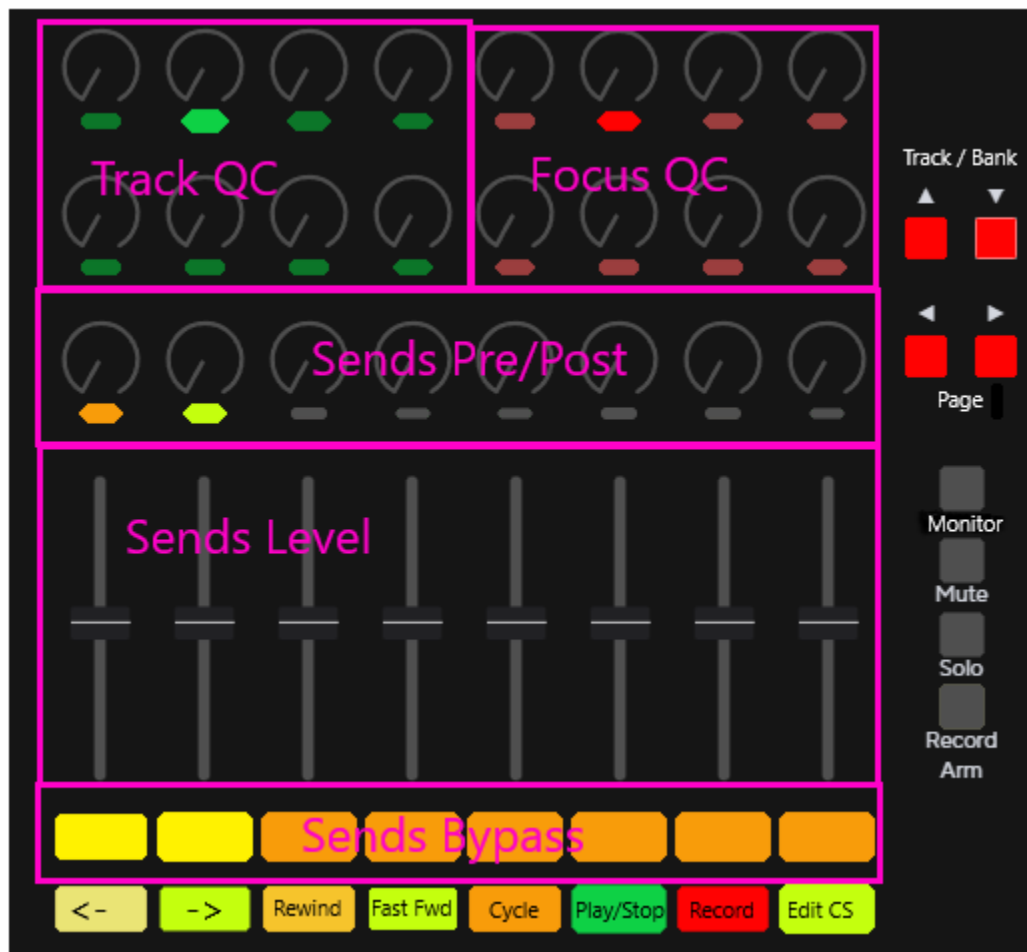 Track QC
Focus QC
Track / Bank
Sends Pre/Post
Page
Sends Level
Monitor
Mute
Solo
Record
Arm
Sends Bypass
<-
->
Rewind
Fast Fwd
Cycle
Play/Stop
Record
Edit CS